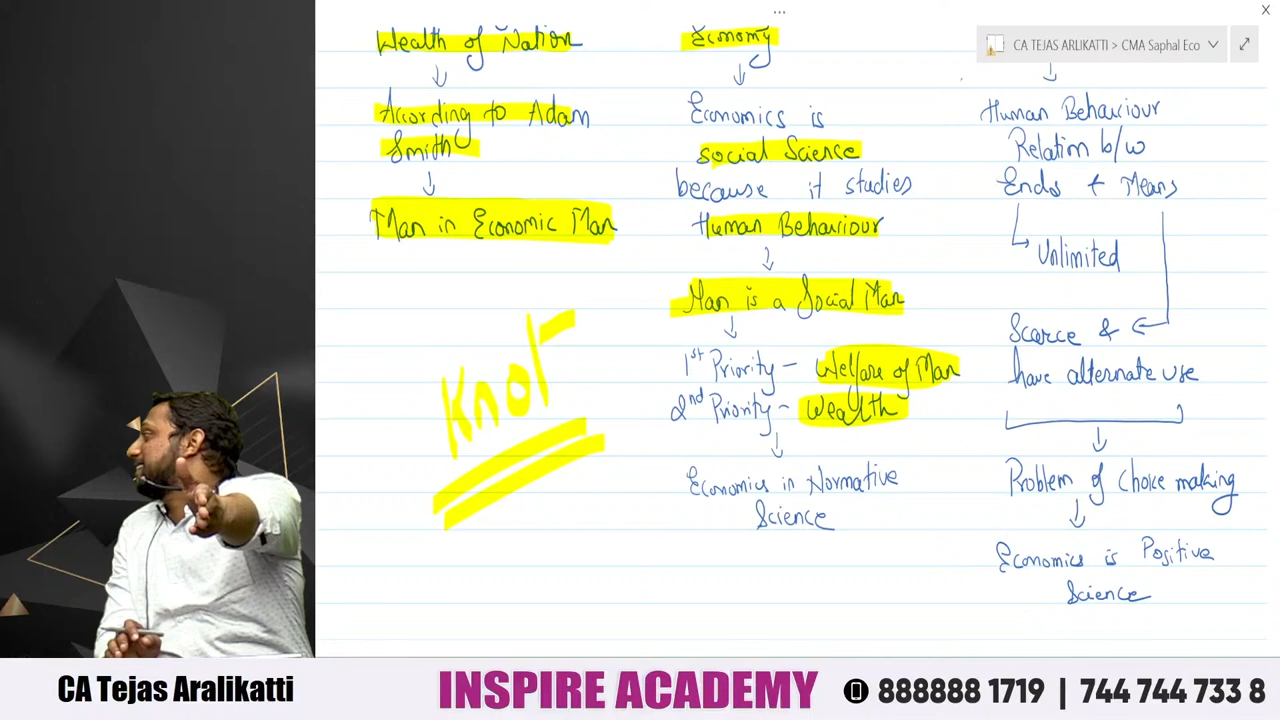 CA TEJAS ARLIKATTI > CMA Saphal Eco
Wealth of Nation
According to Adam
Smith
Man in Economic Man
Knot
Economy
Economics is
social Science
because it studies
Human Behaviour
Man is a Social Man
1st Priority - Welfare of Man
2nd Priority - Wealth
Economics in Normative
Science
Human Behaviour
Relation b/w
Ends + Means
Unlimited
Scarce &
have alternate use
Problem of Choice making
Economics is Positive
Science
CA Tejas Aralikatti
INSPIRE ACADEMY
888888 1719 | 744 744 733 8